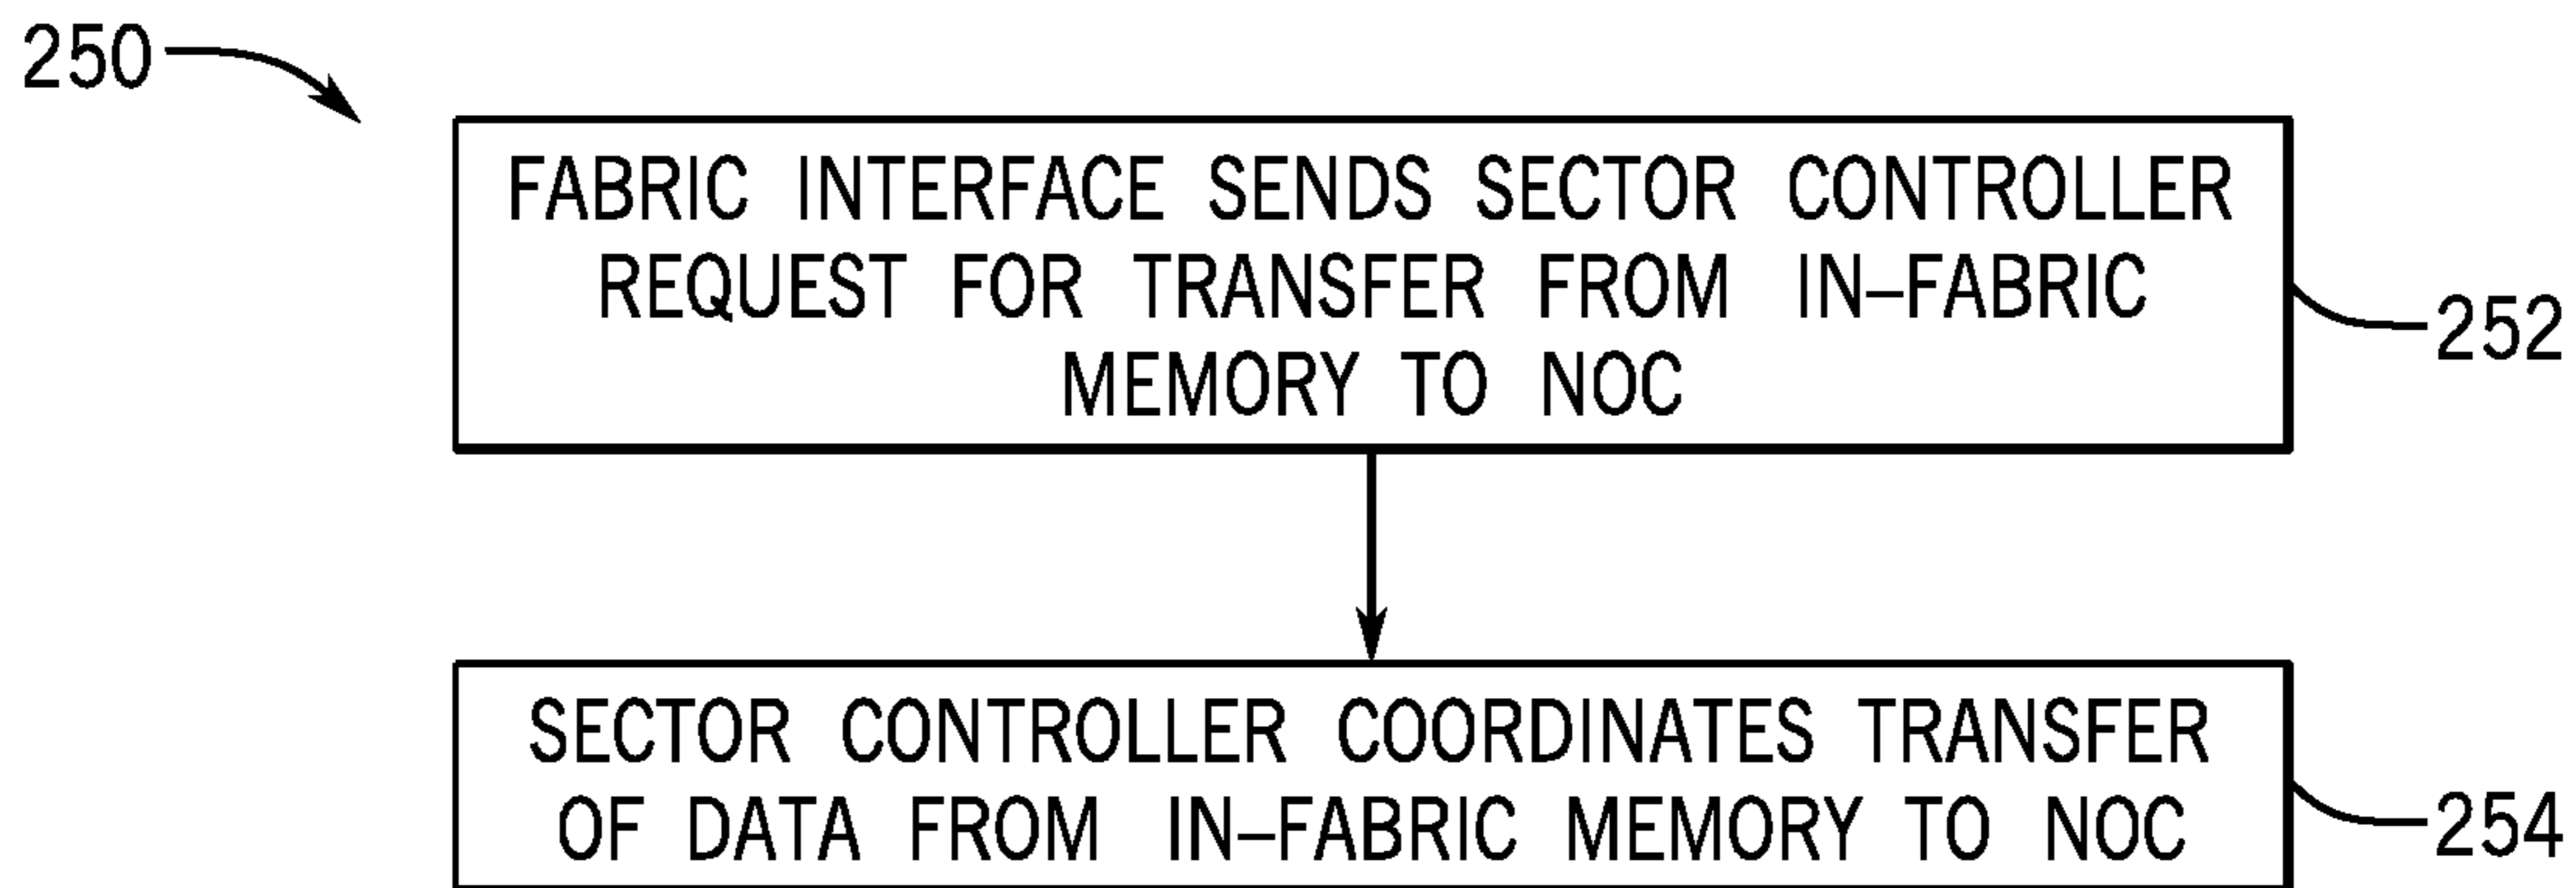 250
FABRIC INTERFACE SENDS SECTOR CONTROLLER
REQUEST FOR TRANSFER FROM IN–FABRIC
MEMORY TO NOC
252
SECTOR CONTROLLER COORDINATES TRANSFER
OF DATA FROM IN–FABRIC MEMORY TO NOC
254